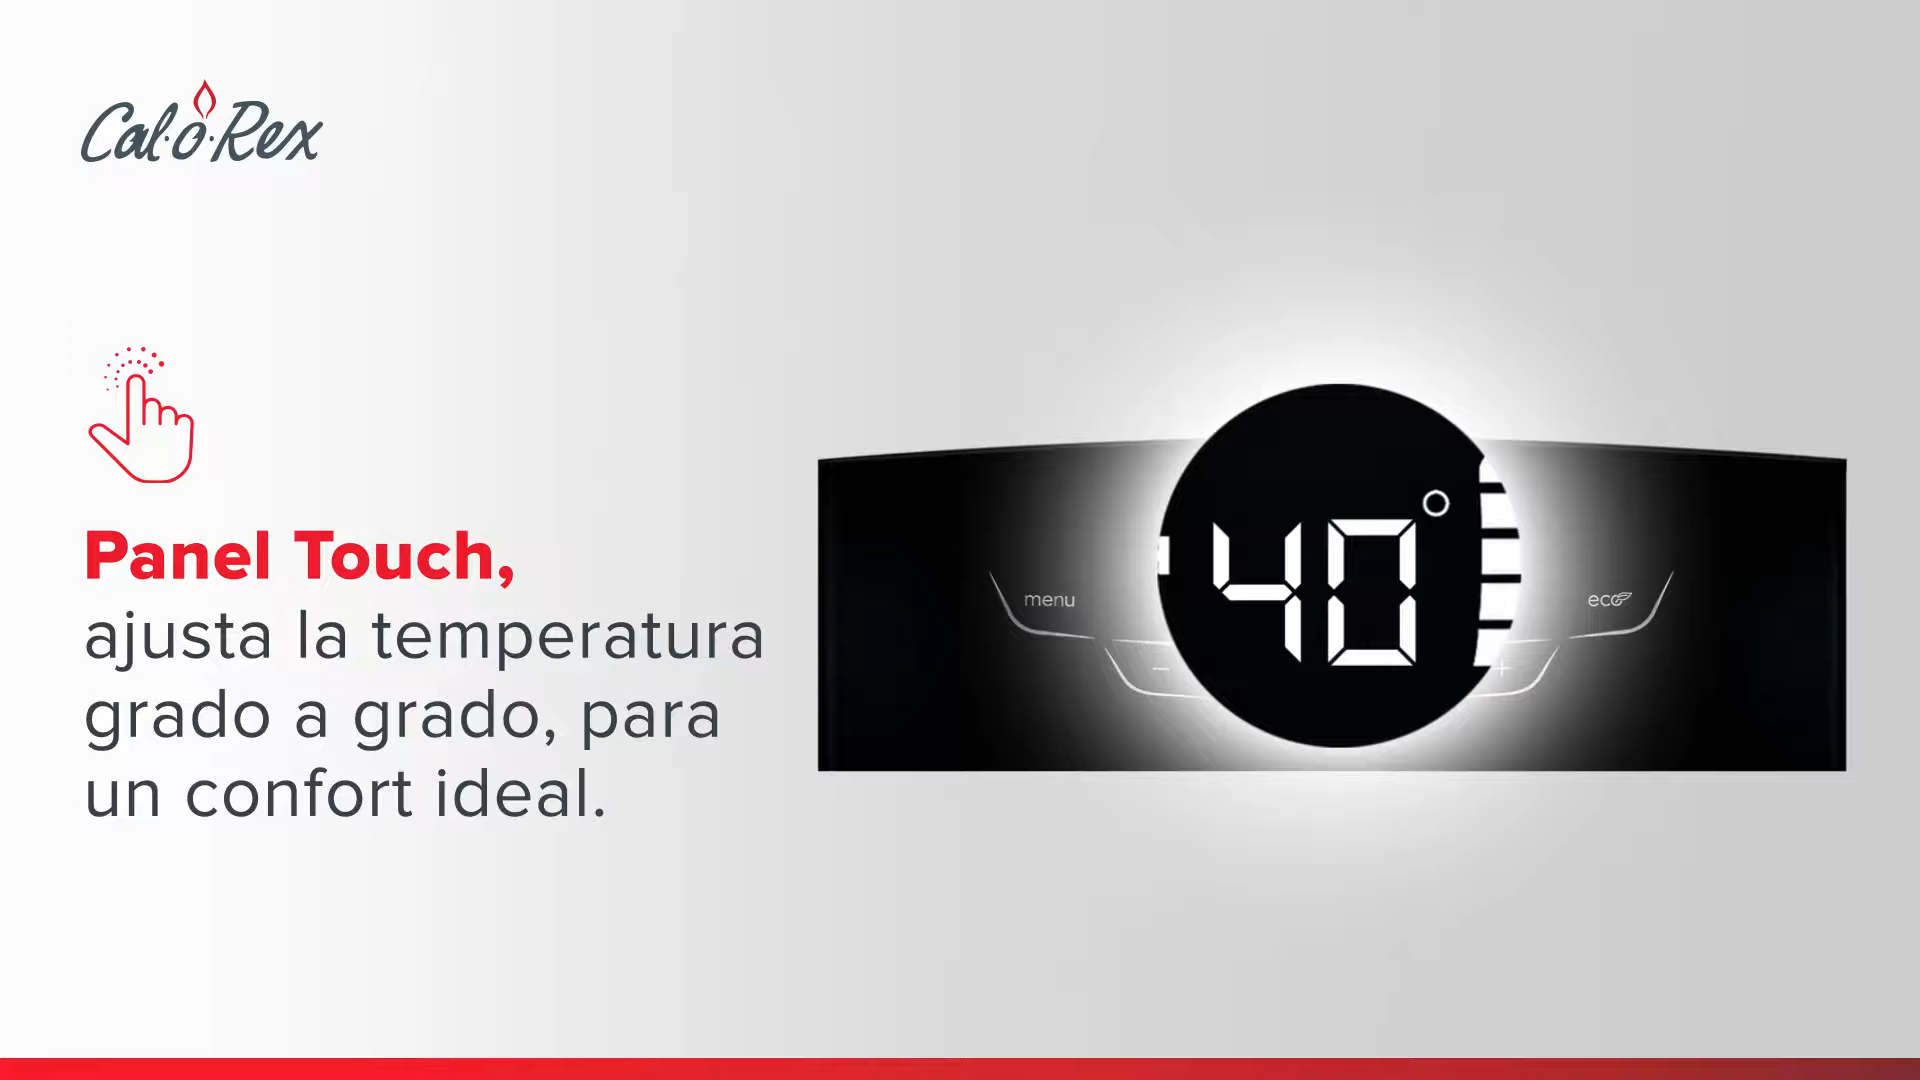 Cal·o·Rex
Panel Touch,
ajusta la temperatura
grado a grado, para
un confort ideal.
40°
menu
eco
- +